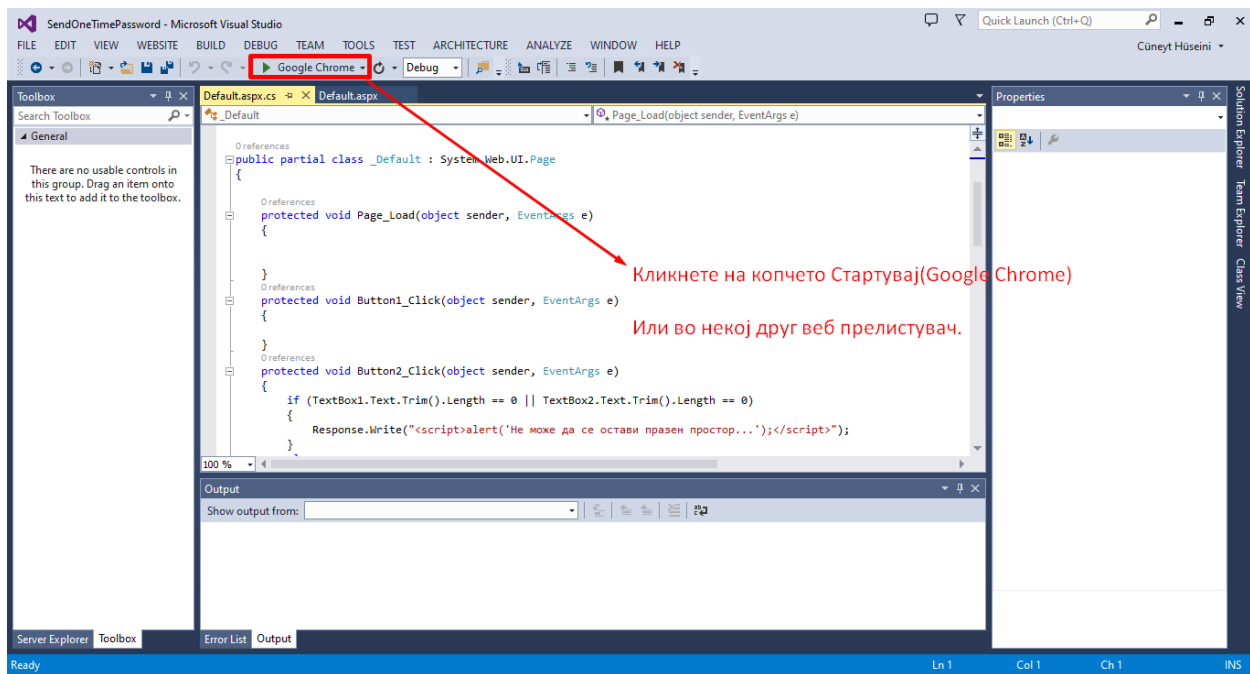 SendOneTimePassword - Microsoft Visual Studio
Quick Launch (Ctrl+Q)
FILE EDIT VIEW WEBSITE BUILD DEBUG TEAM TOOLS TEST ARCHITECTURE ANALYZE WINDOW HELP
Cüneyt Hüseini
Google Chrome
Debug
Toolbox
Search Toolbox
General
There are no usable controls in
this group. Drag an item onto
this text to add it to the toolbox.
Default.aspx.cs
Default.aspx
_Default
Page_Load(object sender, EventArgs e)
0 references
public partial class _Default : System.Web.UI.Page
{
0 references
protected void Page_Load(object sender, EventArgs e)
{
}
0 references
protected void Button1_Click(object sender, EventArgs e)
{
}
0 references
protected void Button2_Click(object sender, EventArgs e)
{
if (TextBox1.Text.Trim().Length == 0 || TextBox2.Text.Trim().Length == 0)
{
Response.Write("<script>alert('Не може да се остави празен простор...');</script>");
}
Кликнете на копчето Стартувај(Google Chrome)
Или во некој друг веб прелистувач.
100 %
Output
Show output from:
Properties
Solution Explorer
Team Explorer
Class View
Server Explorer
Toolbox
Error List
Output
Ready
Ln 1
Col 1
Ch 1
INS